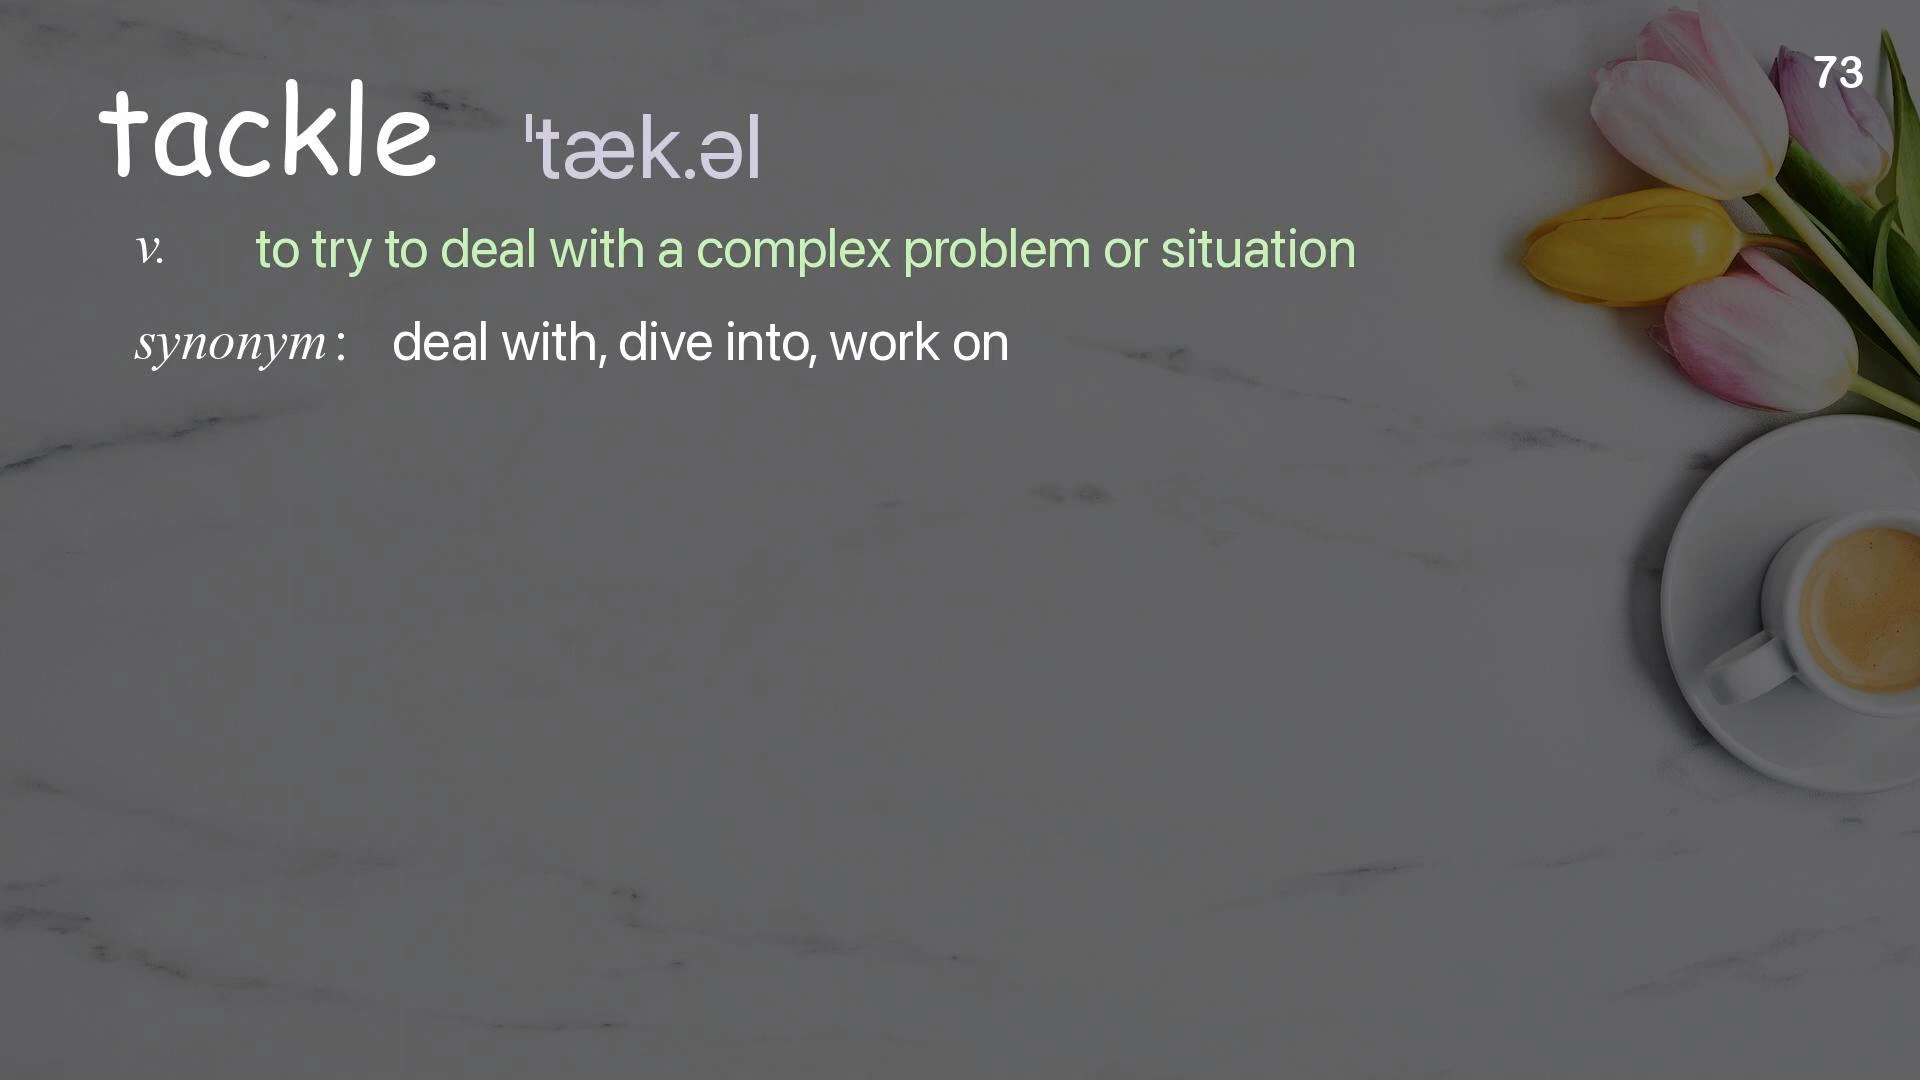 73
tackle ˈtæk.əl
v. to try to deal with a complex problem or situation
synonym : deal with, dive into, work on